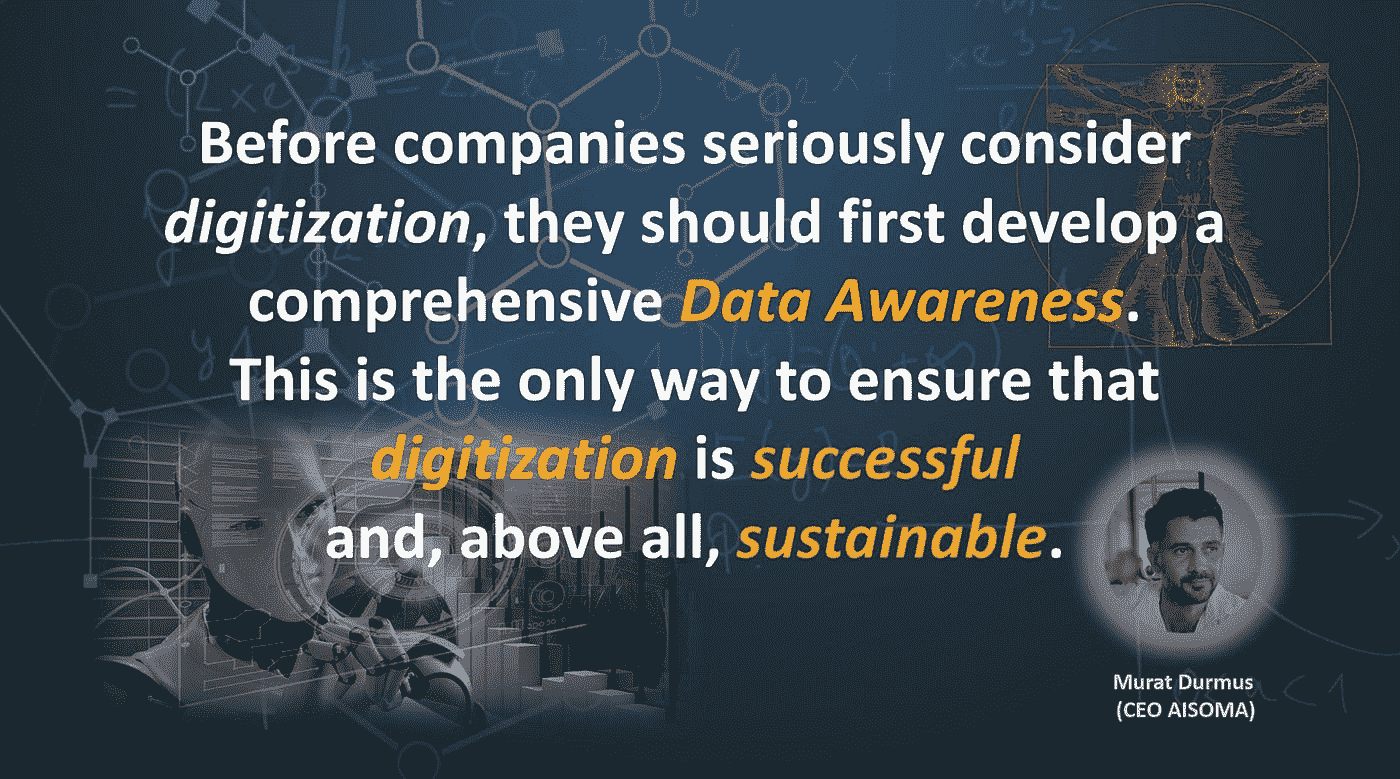 Before companies seriously consider
digitization, they should first develop a
comprehensive Data Awareness.
This is the only way to ensure that
digitization is successful
and, above all, sustainable.
Murat Durmus
(CEO AISOMA)